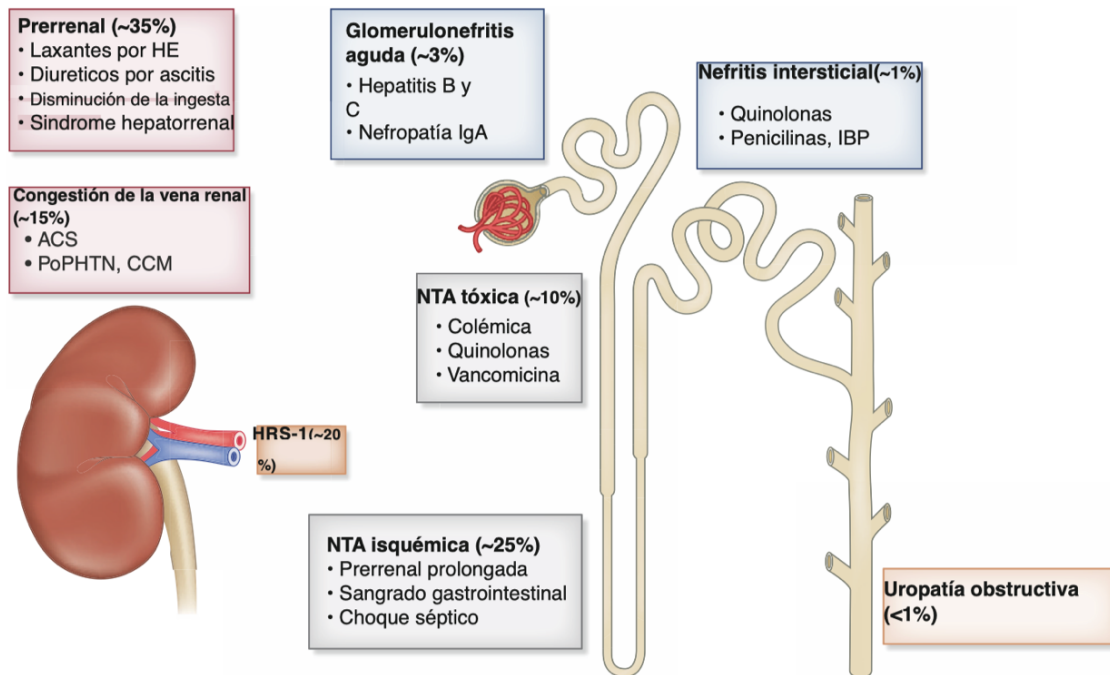 Prerrenal (~35%)
• Laxantes por HE
• Diureticos por ascitis
• Disminución de la ingesta
• Sindrome hepatorrenal
Congestión de la vena renal
(~15%)
• ACS
• PoPHTN, CCM
HRS-1(~20
%)
Glomerulonefritis
aguda (~3%)
• Hepatitis B y
C
• Nefropatía IgA
Nefritis intersticial(~1%)
• Quinolonas
• Penicilinas, IBP
NTA tóxica (~10%)
• Colémica
• Quinolonas
• Vancomicina
NTA isquémica (~25%)
• Prerrenal prolongada
• Sangrado gastrointestinal
• Choque séptico
Uropatía obstructiva
(<1%)